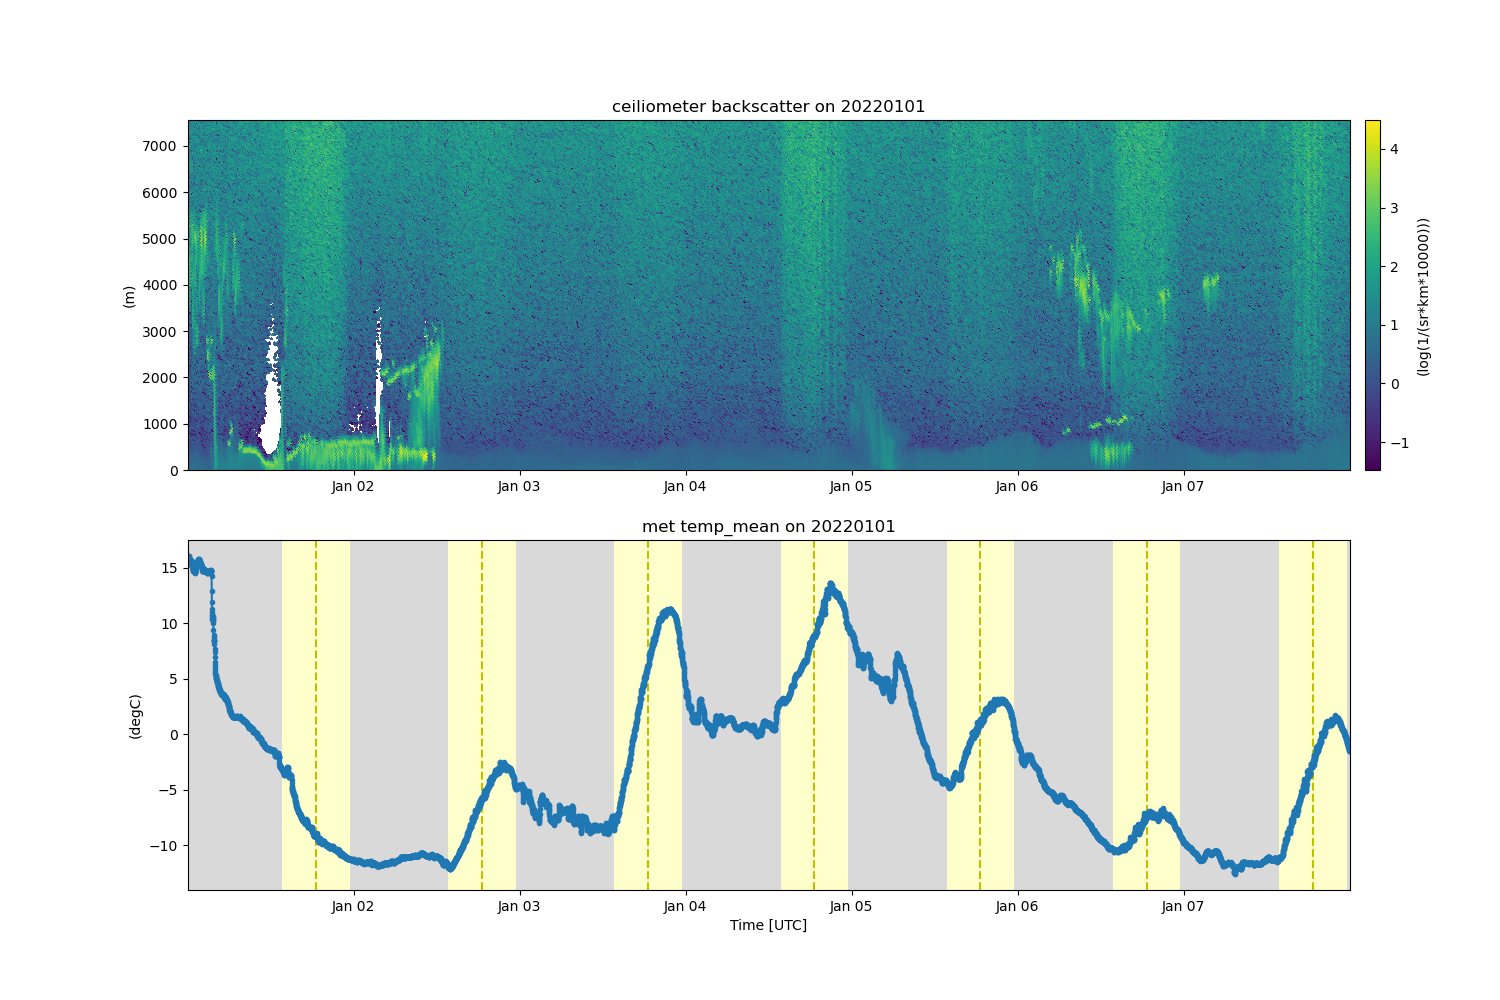 ceiliometer backscatter on 20220101
7000
6000
5000
4000
3000
2000
1000
0
(m)
Jan 02
Jan 03
Jan 04
Jan 05
Jan 06
Jan 07
4
3
2
1
0
−1
(log(1/(sr*km*10000)))
met temp_mean on 20220101
15
10
5
0
−5
−10
(degC)
Jan 02
Jan 03
Jan 04
Jan 05
Jan 06
Jan 07
Time [UTC]